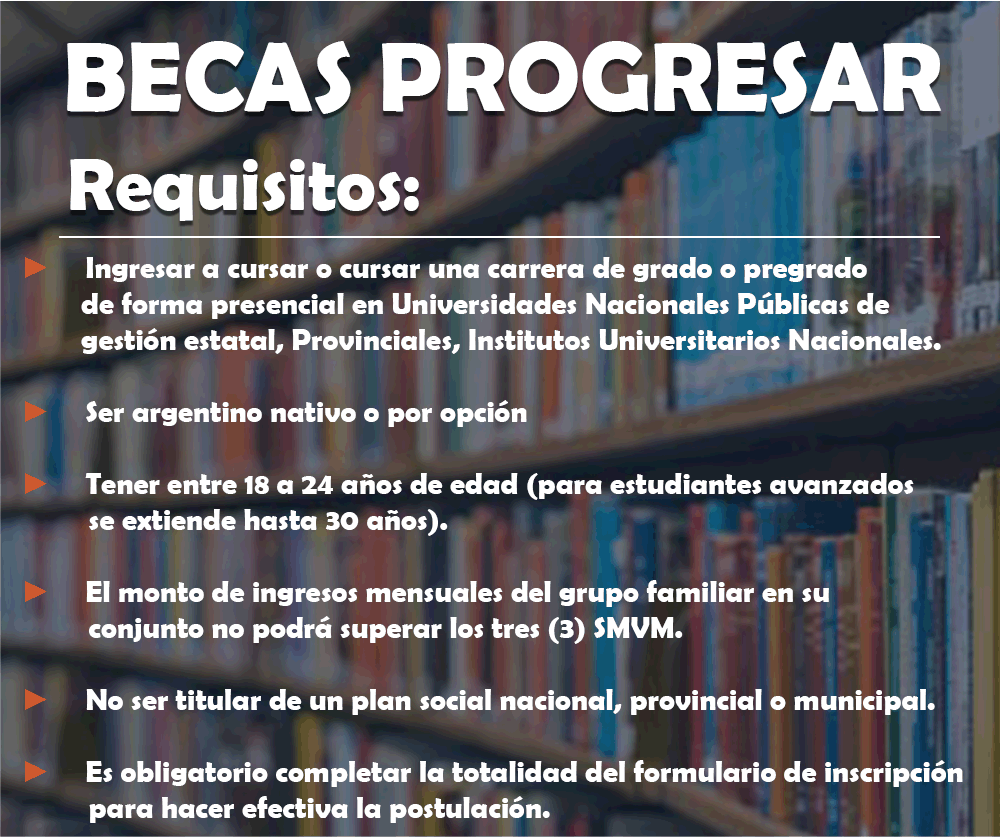 BECAS PROGRESAR
Requisitos:
Ingresar a cursar o cursar una carrera de grado o pregrado
de forma presencial en Universidades Nacionales Públicas de
gestión estatal, Provinciales, Institutos Universitarios Nacionales.
Ser argentino nativo o por opción
Tener entre 18 a 24 años de edad (para estudiantes avanzados
se extiende hasta 30 años).
El monto de ingresos mensuales del grupo familiar en su
conjunto no podrá superar los tres (3) SMVM.
No ser titular de un plan social nacional, provincial o municipal.
Es obligatorio completar la totalidad del formulario de inscripción
para hacer efectiva la postulación.